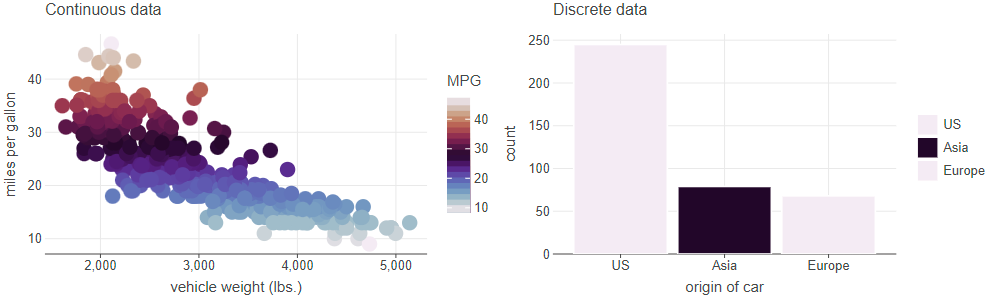 Continuous data
miles per gallon
40
30
20
10
2,000
3,000
4,000
5,000
vehicle weight (lbs.)
MPG
40
30
20
10
Discrete data
count
250
200
150
100
50
0
US
Asia
Europe
origin of car
US
Asia
Europe